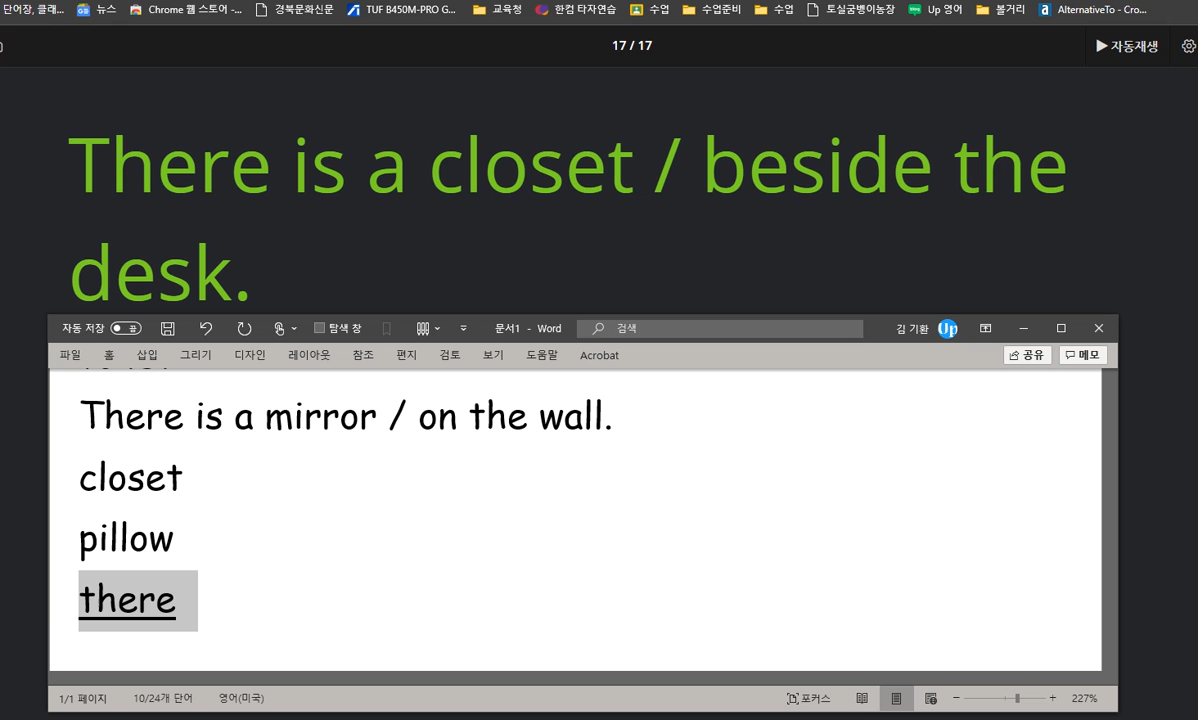 단어장, 클래... 뉴스 Chrome 웹 스토어 -... 경북문화신문 TUF B450M-PRO G... 교육청 한컴 타자연습 수업 수업준비 수업 토실굼벵이농장 Up 영어 볼거리 AlternativeTo - Cro...
17 / 17 자동재생
There is a closet / beside the
desk.
자동 저장 끔 탐색 창 문서1 - Word 검색 김 기환 Up
파일 홈 삽입 그리기 디자인 레이아웃 참조 편지 검토 보기 도움말 Acrobat 공유 메모
There is a mirror / on the wall.
closet
pillow
there
1/1 페이지 10/24개 단어 영어(미국) 포커스 227%